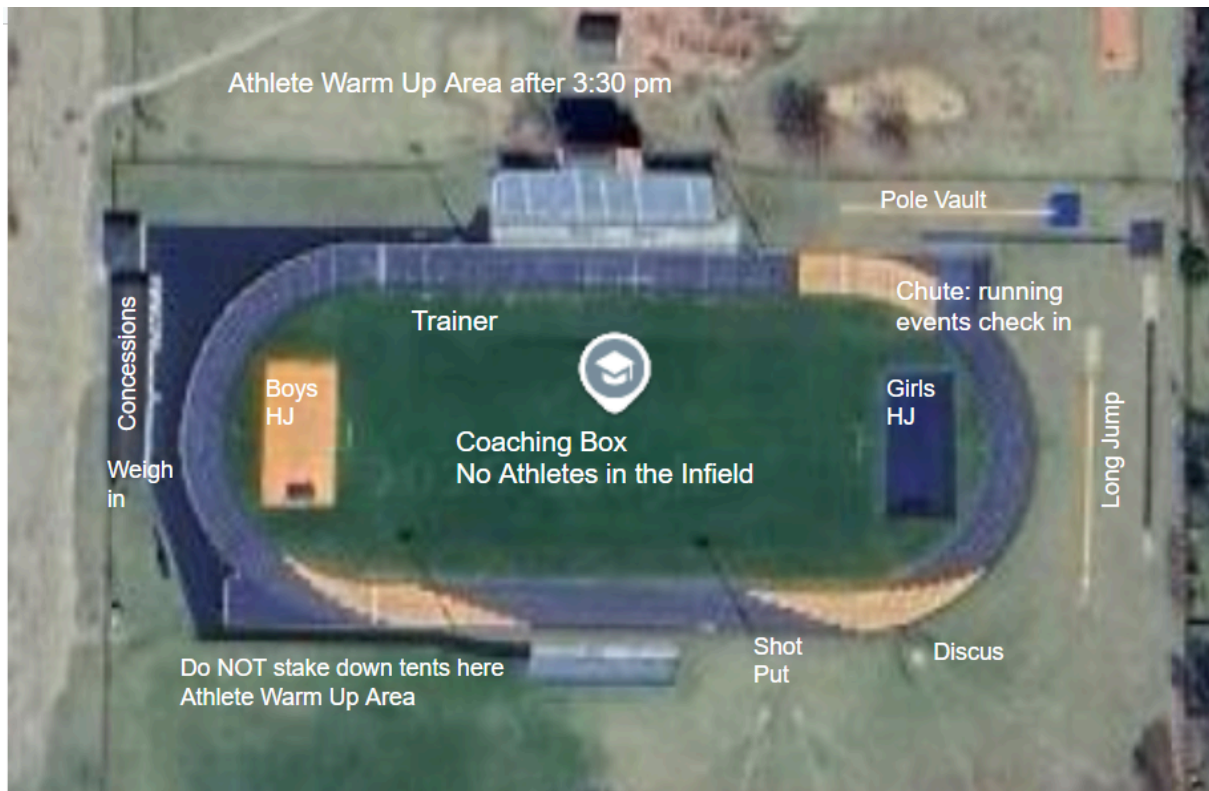 Athlete Warm Up Area after 3:30 pm
Pole Vault
Chute: running
events check in
Trainer
Concessions
Boys
HJ
Girls
HJ
Coaching Box
No Athletes in the Infield
Long Jump
Weigh
in
Shot
Put
Discus
Do NOT stake down tents here
Athlete Warm Up Area